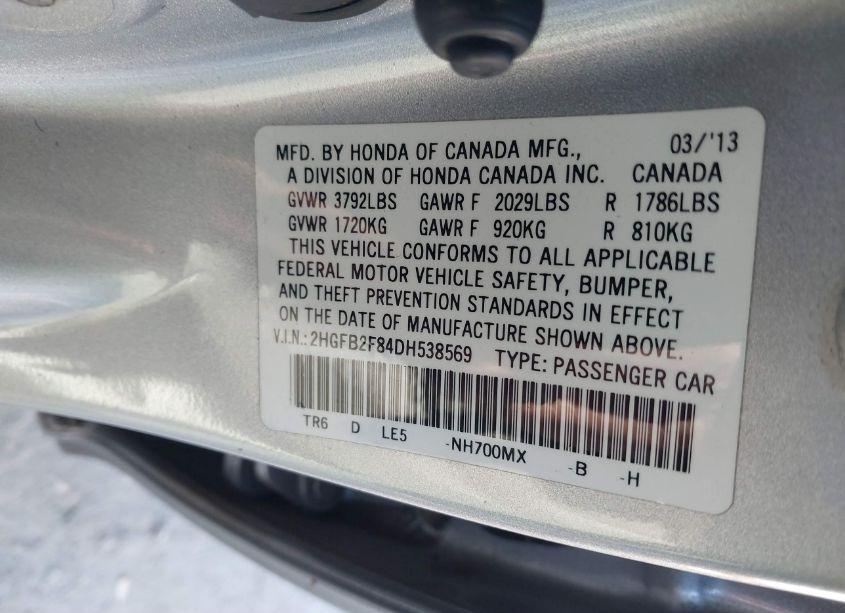 03/'13
MFD. BY HONDA OF CANADA MFG.,
A DIVISION OF HONDA CANADA INC. CANADA
GVWR 3792LBS GAWR F 2029LBS R 1786LBS
GVWR 1720KG GAWR F 920KG R 810KG
THIS VEHICLE CONFORMS TO ALL APPLICABLE
FEDERAL MOTOR VEHICLE SAFETY, BUMPER,
AND THEFT PREVENTION STANDARDS IN EFFECT
ON THE DATE OF MANUFACTURE SHOWN ABOVE.
V.I.N.: 2HGFB2F84DH538569 TYPE: PASSENGER CAR
TR6 D LE5 -NH700MX -B -H